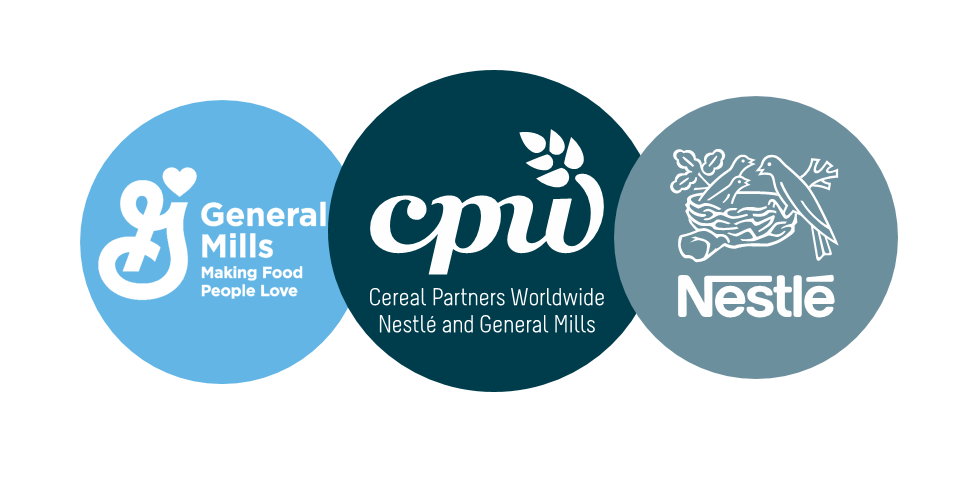 General
Mills
Making Food
People Love
cpw
Cereal Partners Worldwide
Nestlé and General Mills
Nestlé